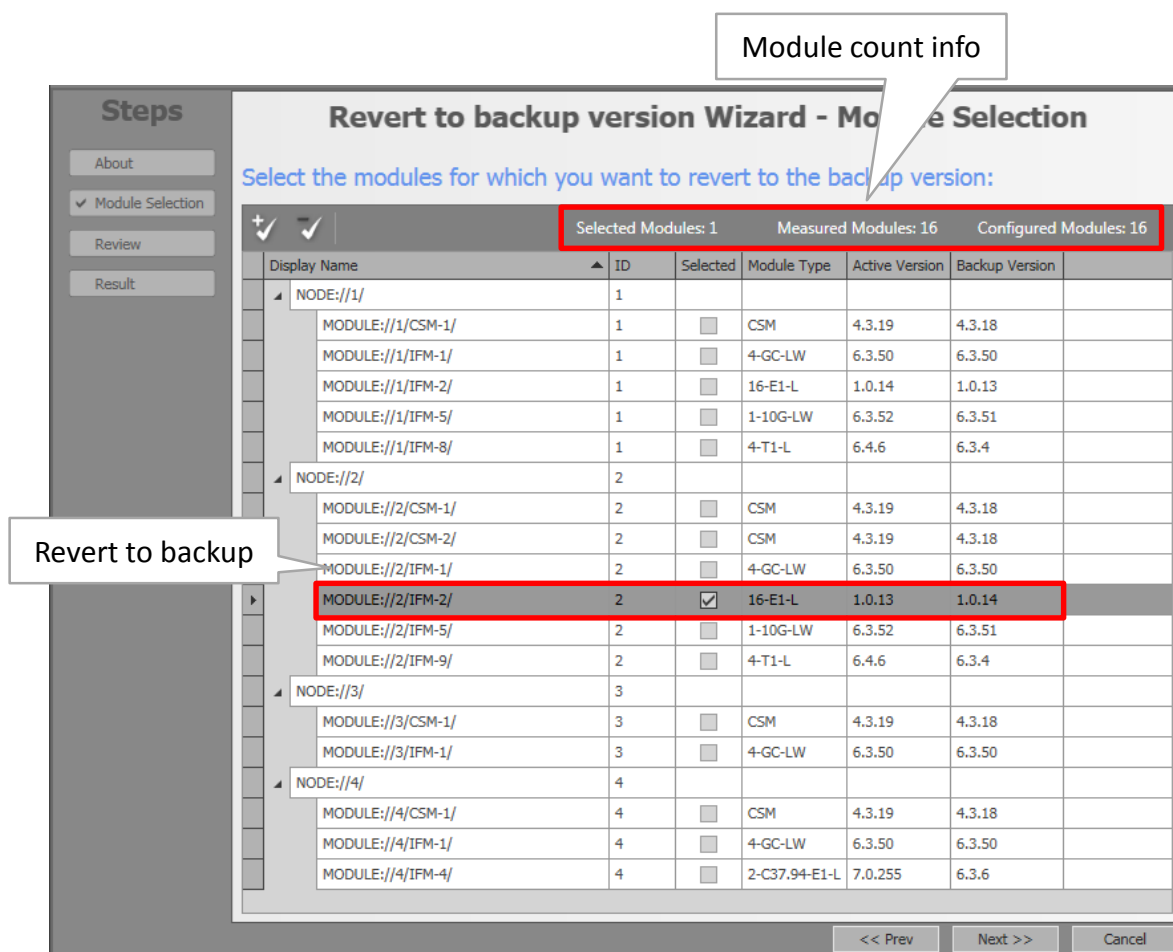 Module count info
Steps
About
Module Selection
Review
Result
Revert to backup version Wizard - Mo e Selection
Select the modules for which you want to revert to the backup version:
Selected Modules: 1 Measured Modules: 16 Configured Modules: 16
Display Name ID Selected Module Type Active Version Backup Version
NODE://1/ 1
MODULE://1/CSM-1/ 1 CSM 4.3.19 4.3.18
MODULE://1/IFM-1/ 1 4-GC-LW 6.3.50 6.3.50
MODULE://1/IFM-2/ 1 16-E1-L 1.0.14 1.0.13
MODULE://1/IFM-5/ 1 1-10G-LW 6.3.52 6.3.51
MODULE://1/IFM-8/ 1 4-T1-L 6.4.6 6.3.4
NODE://2/ 2
MODULE://2/CSM-1/ 2 CSM 4.3.19 4.3.18
MODULE://2/CSM-2/ 2 CSM 4.3.19 4.3.18
Revert to backup
MODULE://2/IFM-1/ 2 4-GC-LW 6.3.50 6.3.50
MODULE://2/IFM-2/ 2 16-E1-L 1.0.13 1.0.14
MODULE://2/IFM-5/ 2 1-10G-LW 6.3.52 6.3.51
MODULE://2/IFM-9/ 2 4-T1-L 6.4.6 6.3.4
NODE://3/ 3
MODULE://3/CSM-1/ 3 CSM 4.3.19 4.3.18
MODULE://3/IFM-1/ 3 4-GC-LW 6.3.50 6.3.50
NODE://4/ 4
MODULE://4/CSM-1/ 4 CSM 4.3.19 4.3.18
MODULE://4/IFM-1/ 4 4-GC-LW 6.3.50 6.3.50
MODULE://4/IFM-4/ 4 2-C37.94-E1-L 7.0.255 6.3.6
<< Prev Next >> Cancel